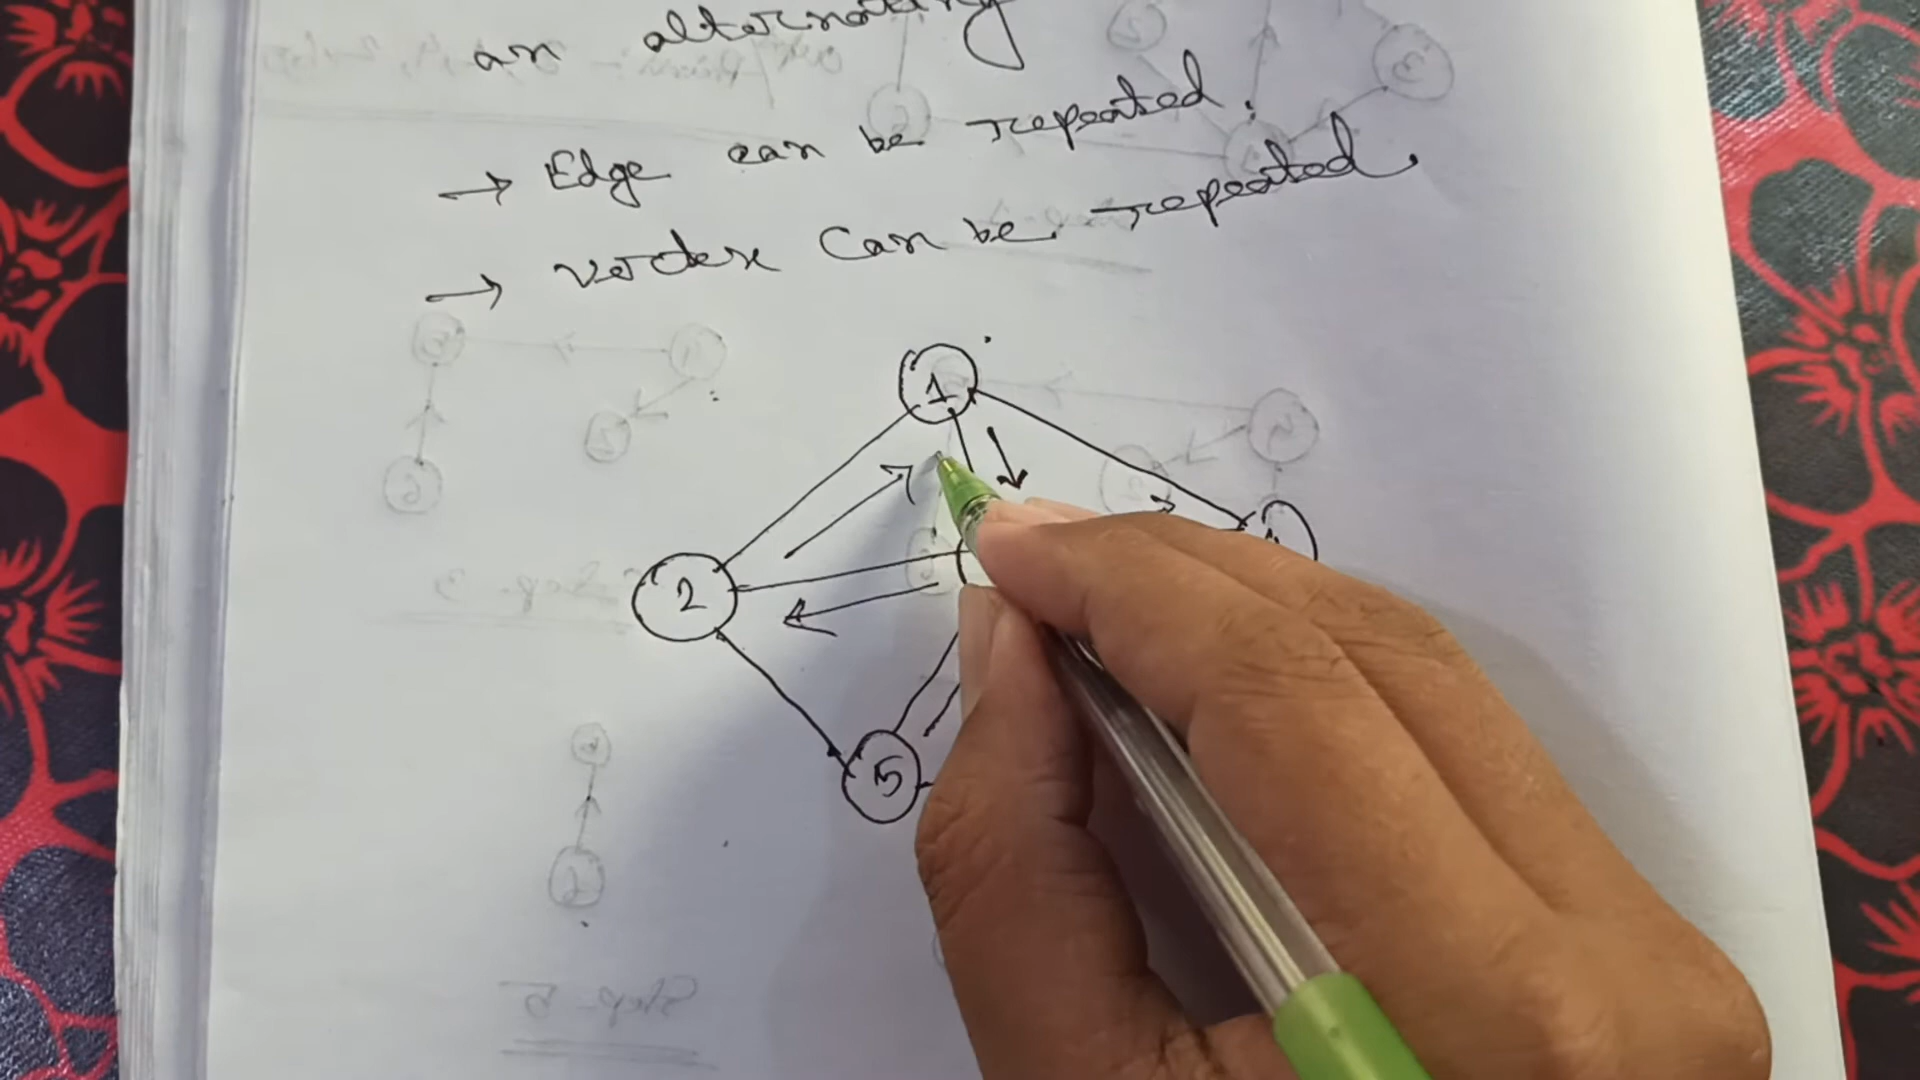 an alternating
→ Edge can be repeated.
→ Vertex can be repeated.
1
2
5